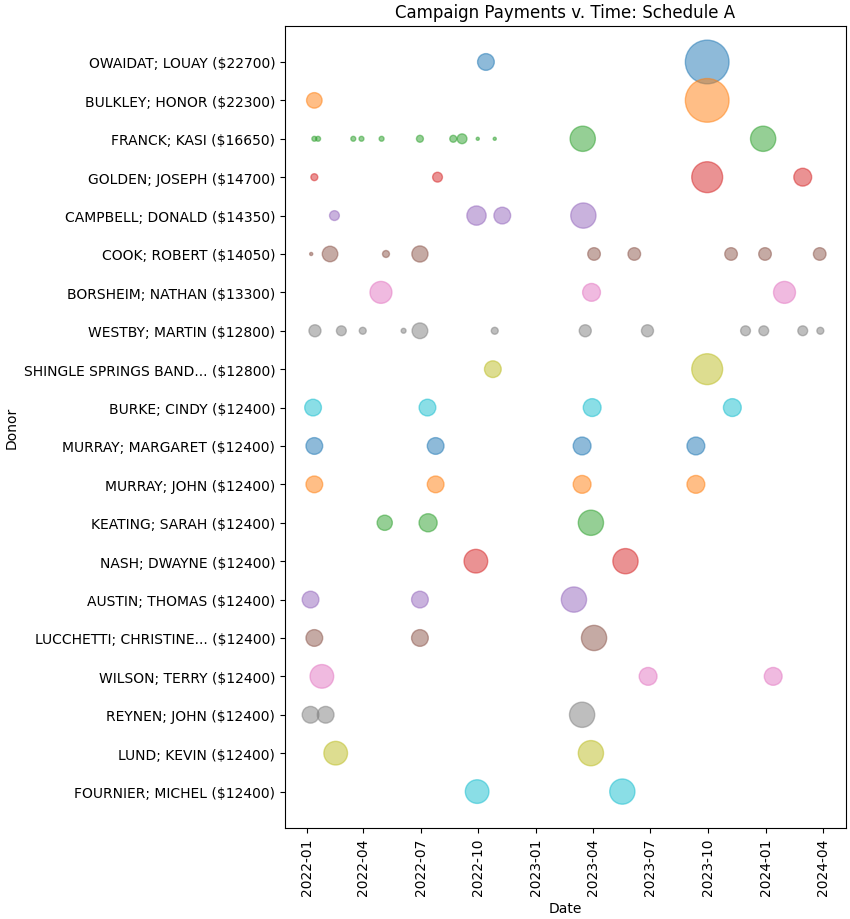 Campaign Payments v. Time: Schedule A
Donor
OWAIDAT; LOUAY ($22700)
BULKLEY; HONOR ($22300)
FRANCK; KASI ($16650)
GOLDEN; JOSEPH ($14700)
CAMPBELL; DONALD ($14350)
COOK; ROBERT ($14050)
BORSHEIM; NATHAN ($13300)
WESTBY; MARTIN ($12800)
SHINGLE SPRINGS BAND... ($12800)
BURKE; CINDY ($12400)
MURRAY; MARGARET ($12400)
MURRAY; JOHN ($12400)
KEATING; SARAH ($12400)
NASH; DWAYNE ($12400)
AUSTIN; THOMAS ($12400)
LUCCHETTI; CHRISTINE... ($12400)
WILSON; TERRY ($12400)
REYNEN; JOHN ($12400)
LUND; KEVIN ($12400)
FOURNIER; MICHEL ($12400)
2022-01
2022-04
2022-07
2022-10
2023-01
2023-04
2023-07
2023-10
2024-01
2024-04
Date